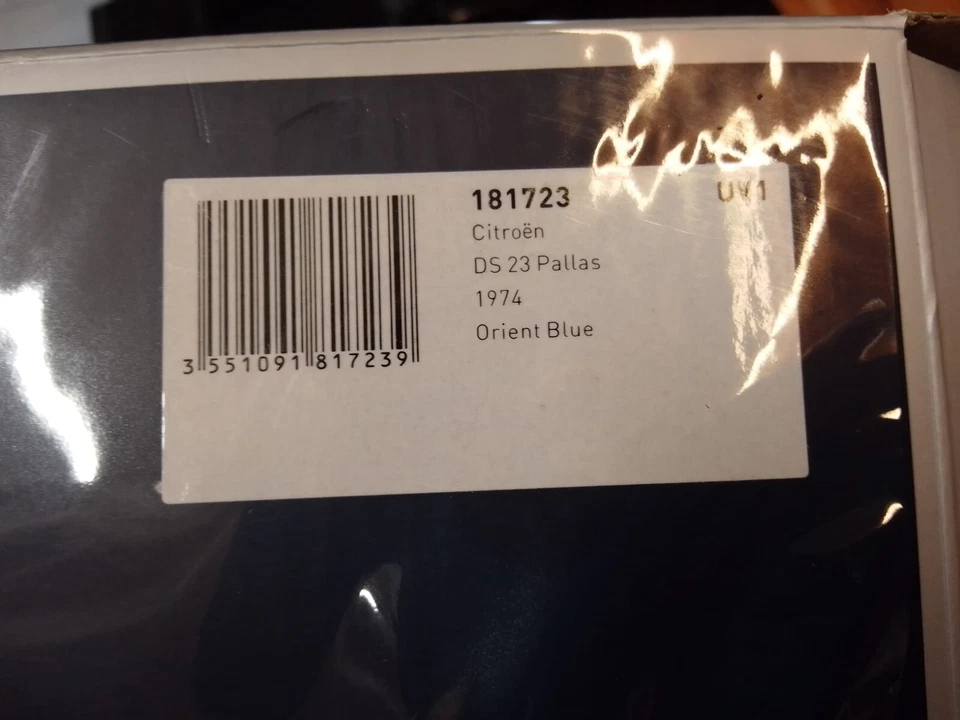 181723 UV1
Citroën
DS 23 Pallas
1974
Orient Blue
3 551091 817239